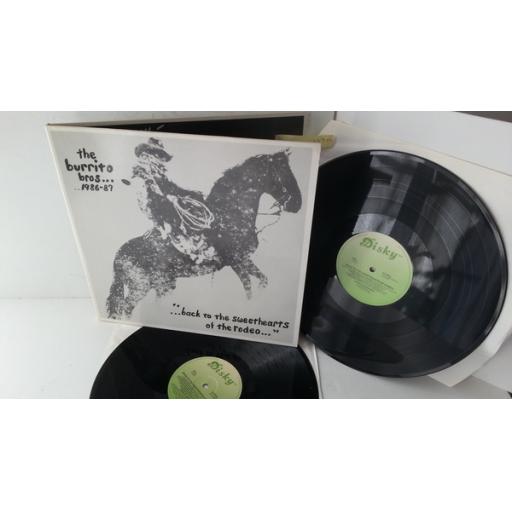 the
burrito
bros...
..1986-87
"...back to the sweethearts
of the rodeo..."
Disky
Disky